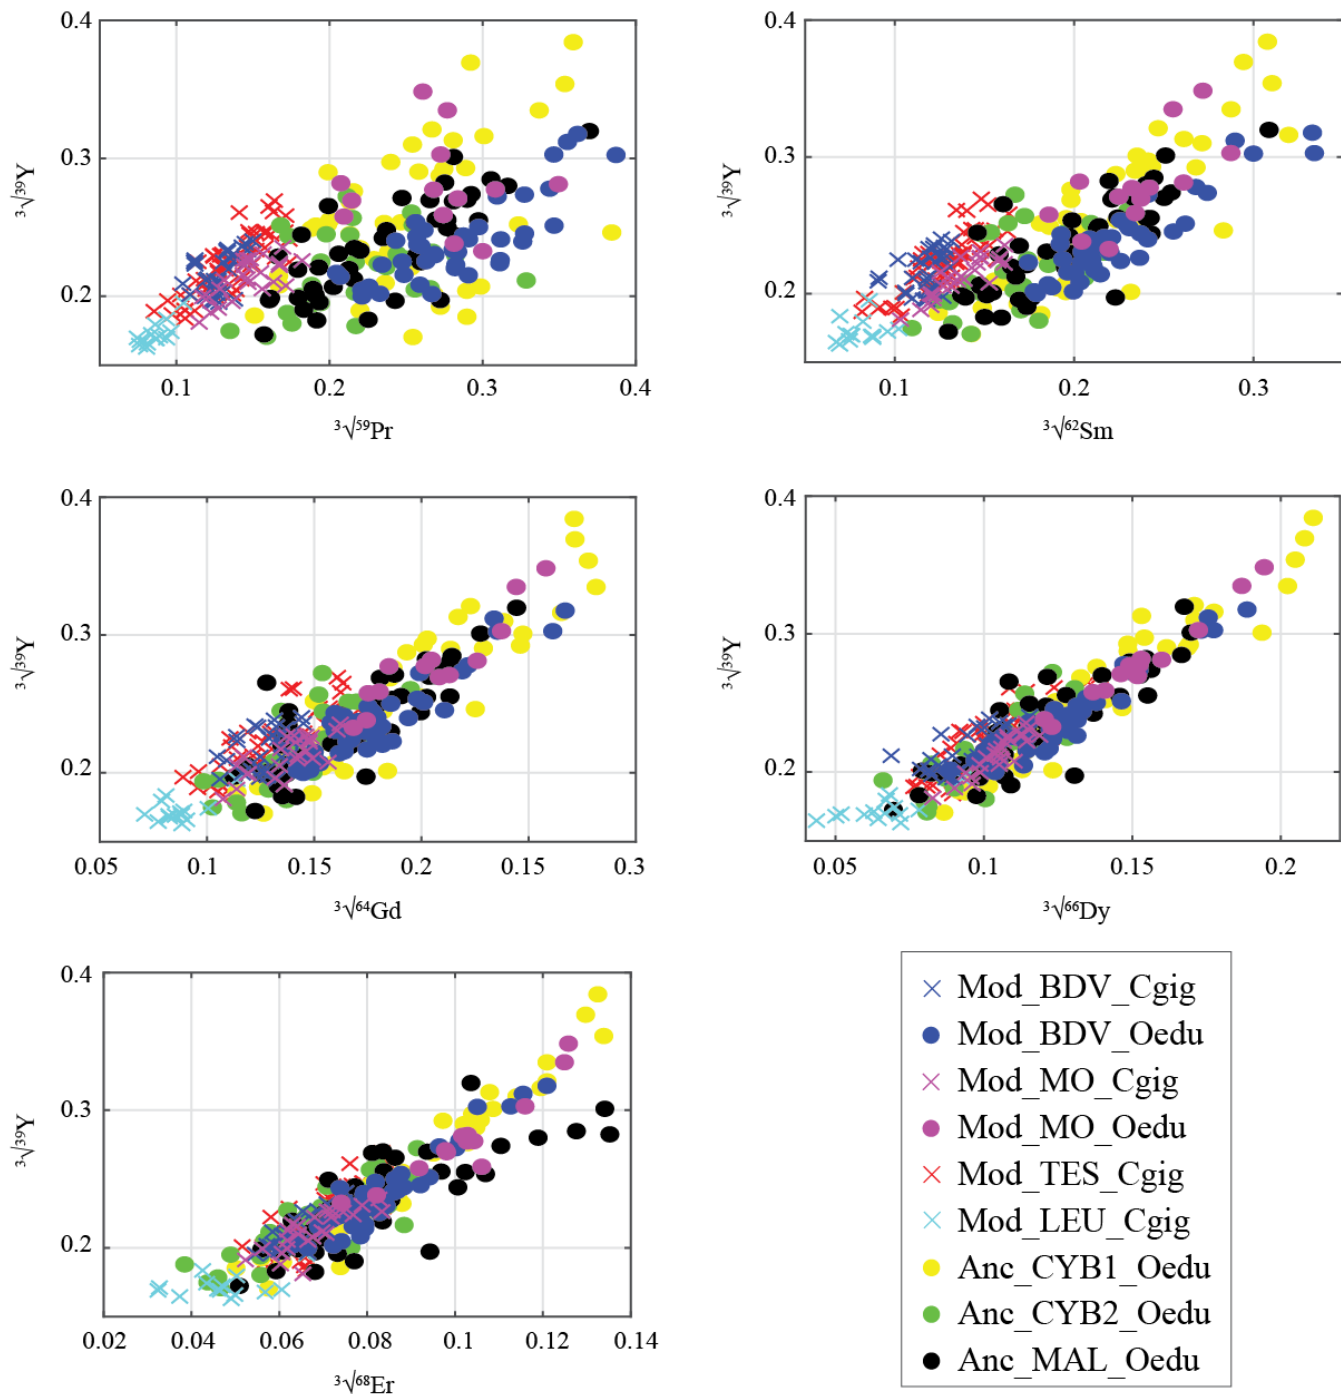 0.4
0.3
0.2
³√³⁹Y
0.1
0.2
0.3
0.4
³√⁵⁹Pr
0.4
0.3
0.2
³√³⁹Y
0.1
0.2
0.3
³√⁶²Sm
0.4
0.3
0.2
³√³⁹Y
0.05
0.1
0.15
0.2
0.15
0.3
³√⁶⁴Gd
0.4
0.3
0.2
³√³⁹Y
0.05
0.1
0.15
0.2
³√⁶⁶Dy
0.4
0.3
0.2
³√³⁹Y
0.02
0.04
0.06
0.08
0.1
0.12
0.14
³√⁶⁸Er
Mod_BDV_Cgig
Mod_BDV_Oedu
Mod_MO_Cgig
Mod_MO_Oedu
Mod_TES_Cgig
Mod_LEU_Cgig
Anc_CYB1_Oedu
Anc_CYB2_Oedu
Anc_MAL_Oedu